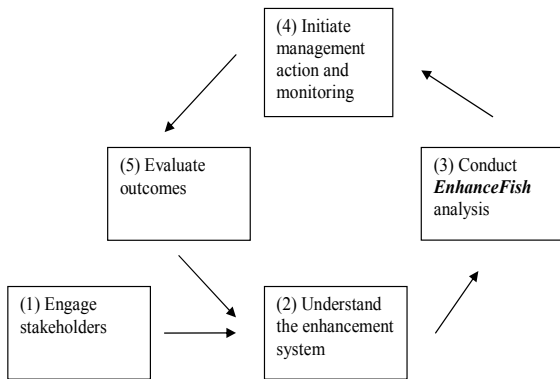 (4) Initiate
management
action and
monitoring
(5) Evaluate
outcomes
(3) Conduct
EnhanceFish
analysis
(1) Engage
stakeholders
(2) Understand
the enhancement
system